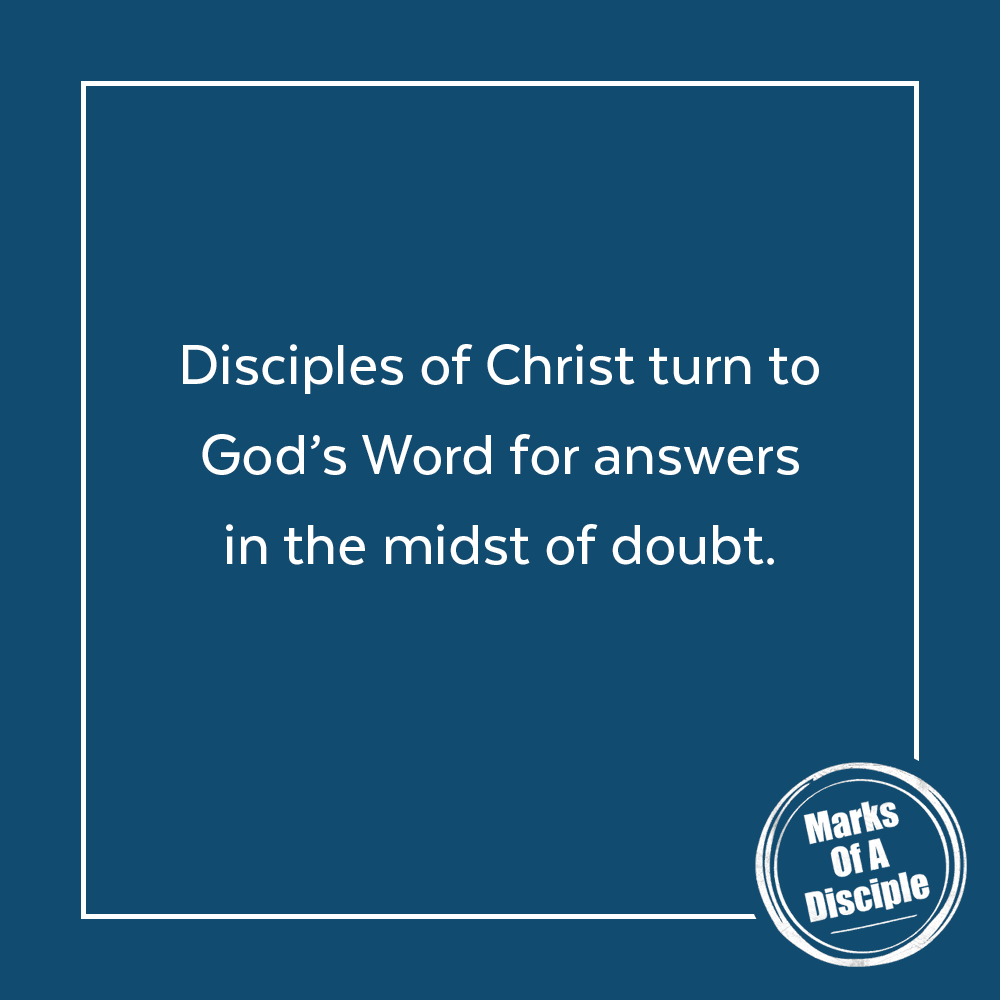 Disciples of Christ turn to
God’s Word for answers
in the midst of doubt.
Marks
Of A
Disciple